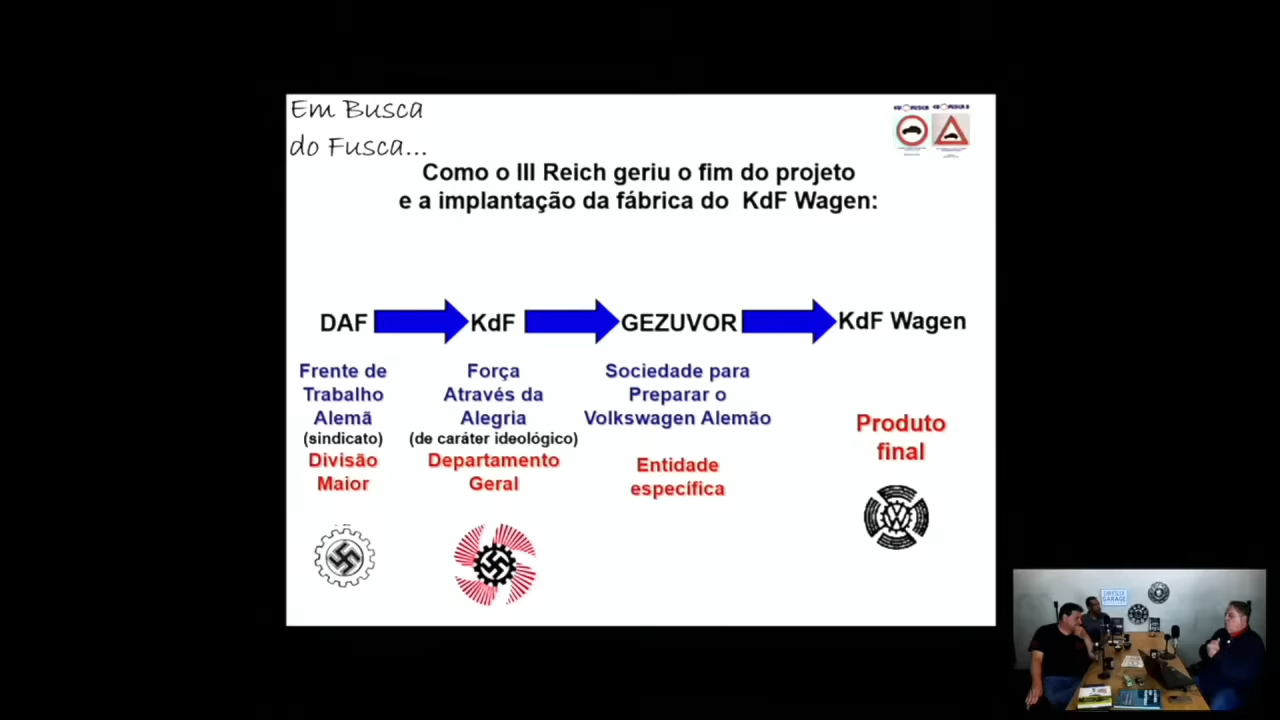 Em Busca
do Fusca...
Como o III Reich geriu o fim do projeto
e a implantação da fábrica do KdF Wagen:
DAF
KdF
GEZUVOR
KdF Wagen
Frente de
Trabalho
Alemã
(sindicato)
Divisão
Maior
Força
Através da
Alegria
(de caráter ideológico)
Departamento
Geral
Sociedade para
Preparar o
Volkswagen Alemão
Entidade
específica
Produto
final
GARAGE